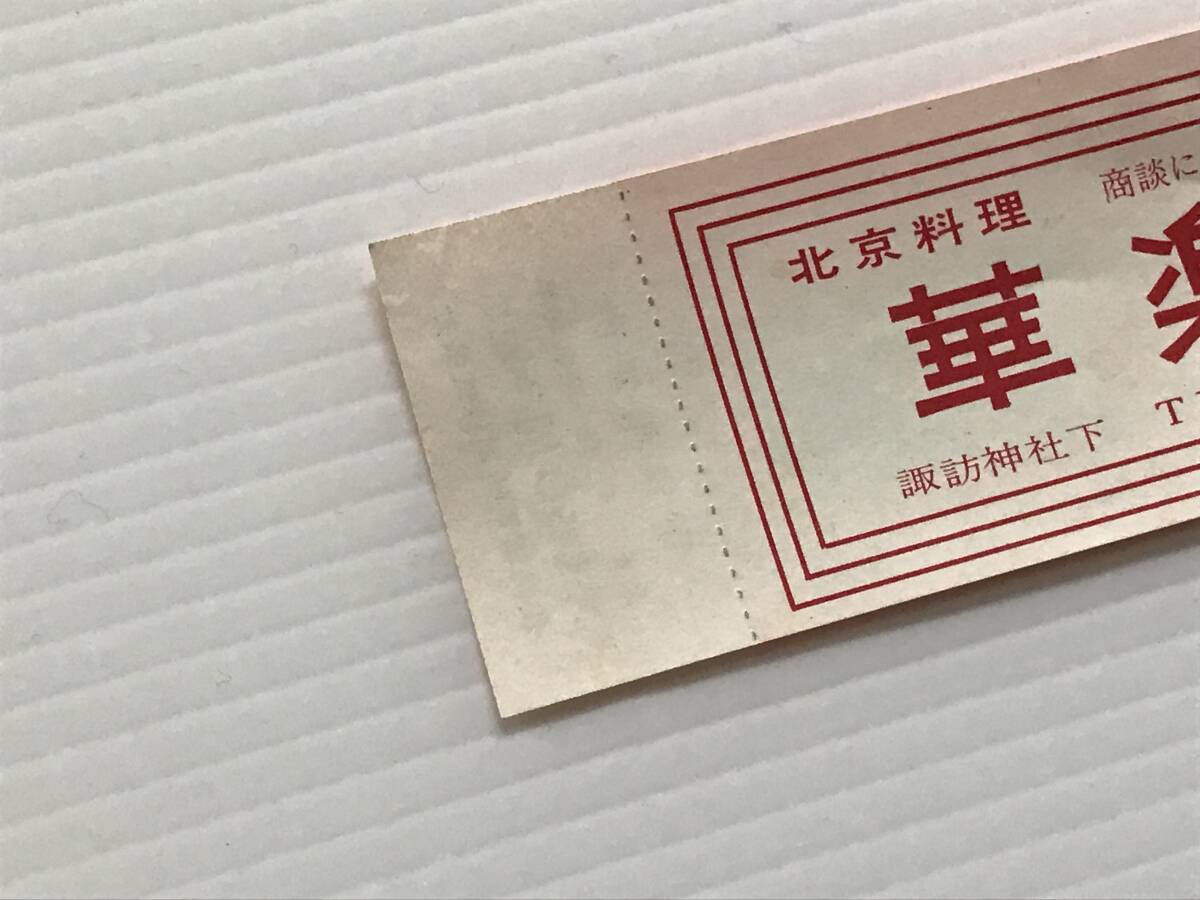 北京料理 商談に
華
諏訪神社下 T